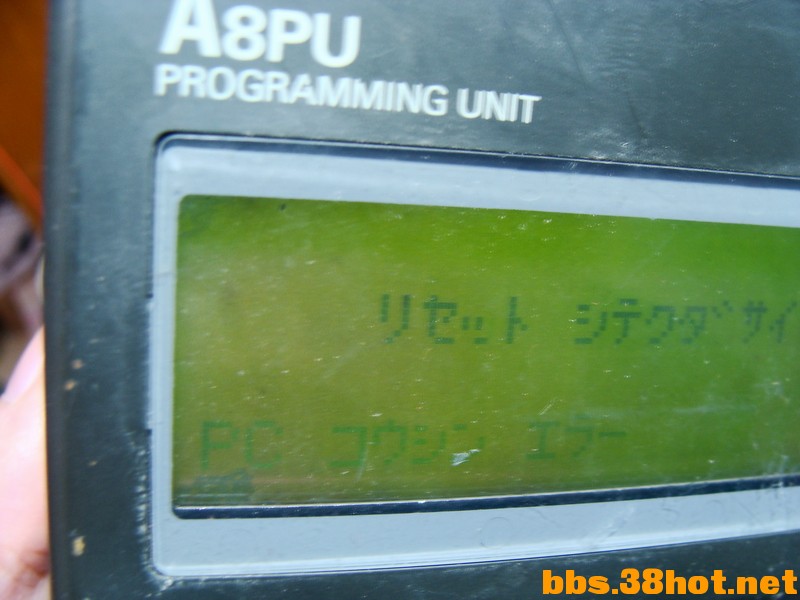 A8PU
PROGRAMMING UNIT
リセット シテクダサイ
PC コウシン エラー
bbs.38hot.net